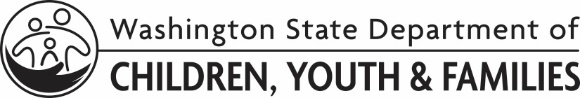 Washington State Department of
CHILDREN, YOUTH & FAMILIES